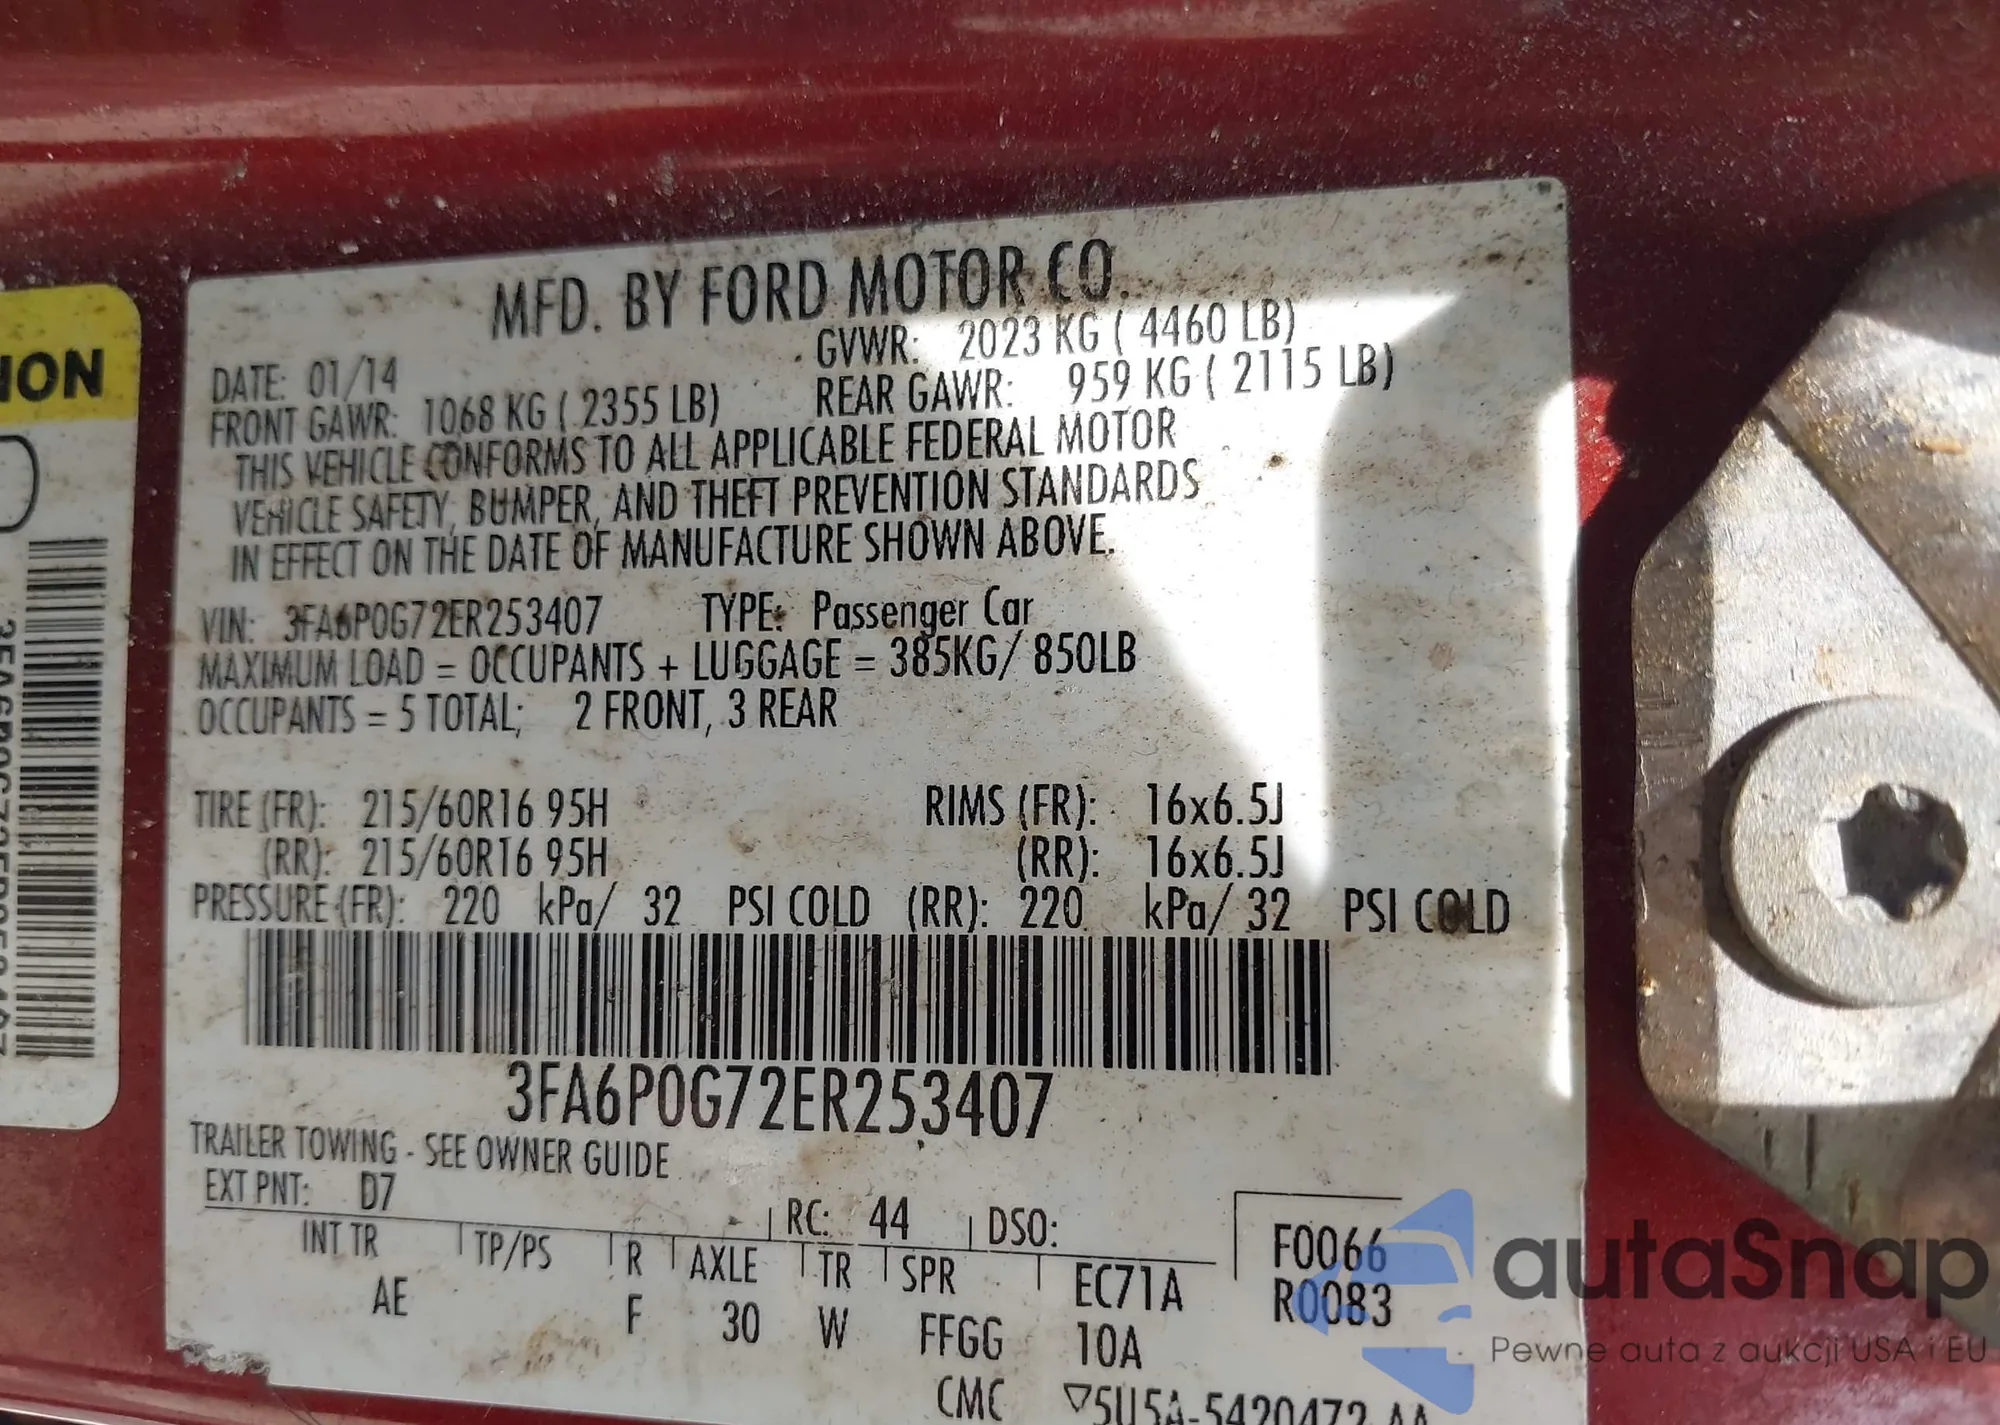 ION
MFD. BY FORD MOTOR CO.
DATE: 01/14 GVWR: 2023 KG ( 4460 LB)
FRONT GAWR: 1068 KG ( 2355 LB) REAR GAWR: 959 KG ( 2115 LB)
THIS VEHICLE CONFORMS TO ALL APPLICABLE FEDERAL MOTOR
VEHICLE SAFETY, BUMPER, AND THEFT PREVENTION STANDARDS
IN EFFECT ON THE DATE OF MANUFACTURE SHOWN ABOVE.
VIN: 3FA6P0G72ER253407 TYPE: Passenger Car
MAXIMUM LOAD = OCCUPANTS + LUGGAGE = 385KG/ 850LB
OCCUPANTS = 5 TOTAL; 2 FRONT, 3 REAR
TIRE (FR): 215/60R16 95H RIMS (FR): 16x6.5J
(RR): 215/60R16 95H (RR): 16x6.5J
PRESSURE (FR): 220 kPa/ 32 PSI COLD (RR): 220 kPa/ 32 PSI COLD
3FA6P0G72ER253407
TRAILER TOWING - SEE OWNER GUIDE
EXT PNT: D7 RC: 44 DSO: F0066
INT TR TP/PS R AXLE TR SPR EC71A R0083
AE F 30 W FFGG 10A
CMC ▽5U5A-5420472-AA
autaSnap
Pewne auta z aukcji USA i EU